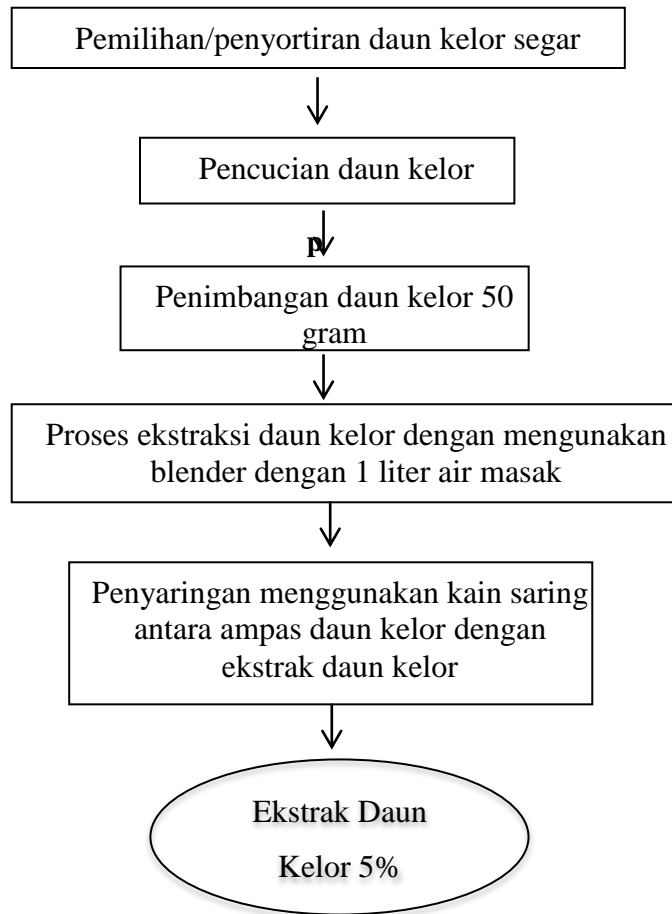 Pemilihan/penyortiran daun kelor segar
Pencucian daun kelor
p
Penimbangan daun kelor 50
gram
Proses ekstraksi daun kelor dengan mengunakan
blender dengan 1 liter air masak
Penyaringan menggunakan kain saring
antara ampas daun kelor dengan
ekstrak daun kelor
Ekstrak Daun
Kelor 5%